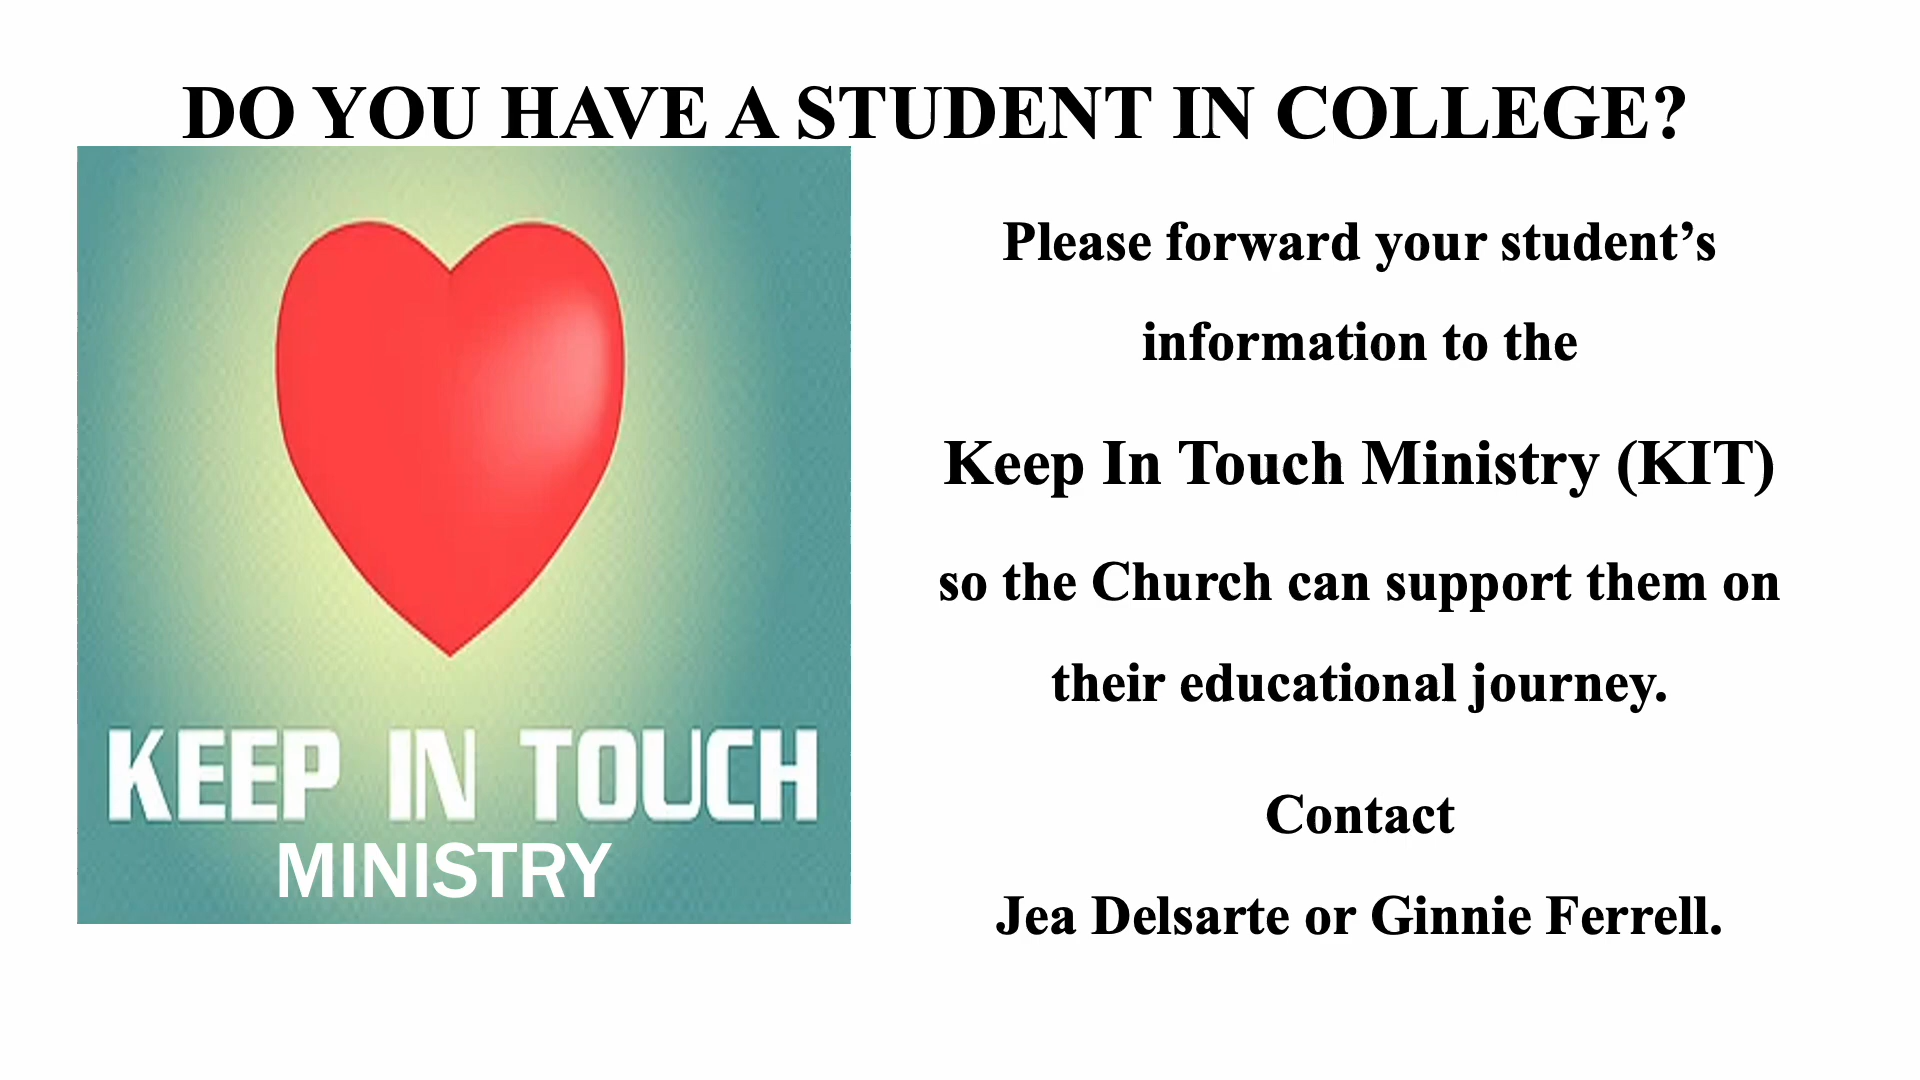 DO YOU HAVE A STUDENT IN COLLEGE?
KEEP IN TOUCH
MINISTRY
Please forward your student’s
information to the
Keep In Touch Ministry (KIT)
so the Church can support them on
their educational journey.
Contact
Jea Delsarte or Ginnie Ferrell.